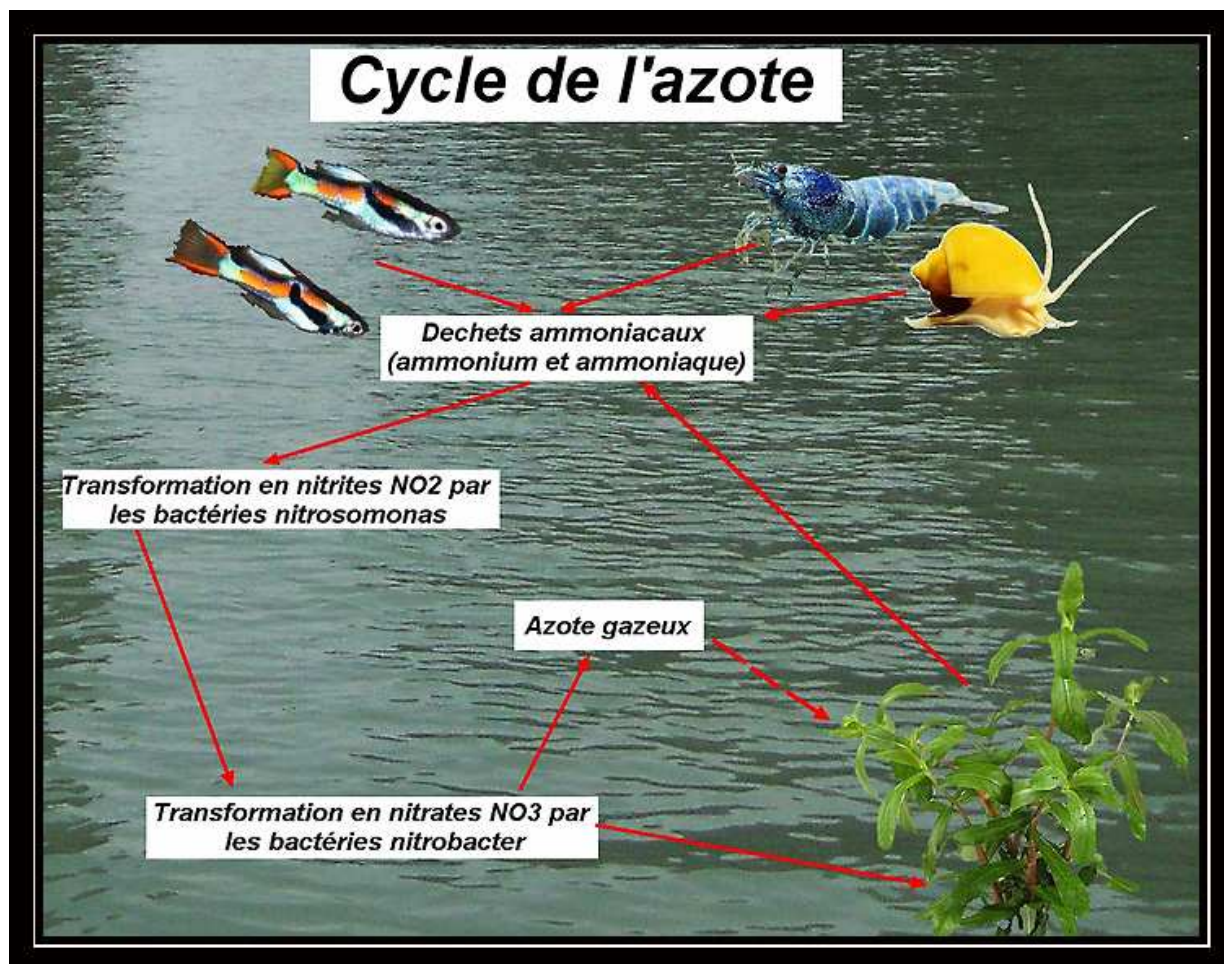 Cycle de l'azote
Dechets ammoniacaux
(ammonium et ammoniaque)
Transformation en nitrites NO2 par
les bactéries nitrosomonas
Azote gazeux
Transformation en nitrates NO3 par
les bactéries nitrobacter